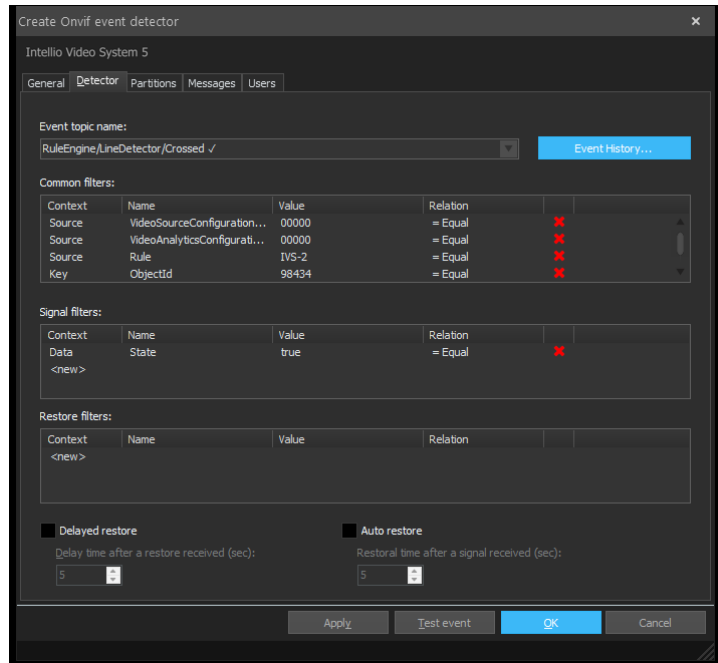 Create Onvif event detector
Intellio Video System 5
General Detector Partitions Messages Users
Event topic name:
RuleEngine/LineDetector/Crossed ✓ Event History...
Common filters:
Context Name Value Relation
Source VideoSourceConfiguration... 00000 = Equal
Source VideoAnalyticsConfigurati... 00000 = Equal
Source Rule IVS-2 = Equal
Key ObjectId 98434 = Equal
Signal filters:
Context Name Value Relation
Data State true = Equal
<new>
Restore filters:
Context Name Value Relation
<new>
Delayed restore Auto restore
Delay time after a restore received (sec): Restoral time after a signal received (sec):
5 5
Apply Test event OK Cancel